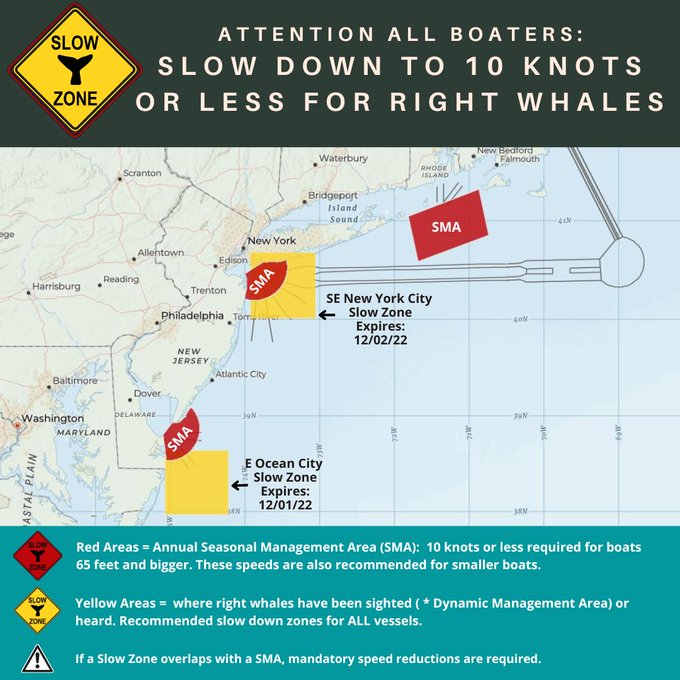 SLOW
ZONE
ATTENTION ALL BOATERS:
SLOW DOWN TO 10 KNOTS
OR LESS FOR RIGHT WHALES
Scranton
Waterbury
New Bedford
Falmouth
RHODE
ISLAND
Bridgeport
Island
Sound
41N
SMA
New York
Allentown
Edison
SMA
Reading
Harrisburg
Trenton
SE New York City
Slow Zone
Expires:
12/02/22
Philadelphia
Toms River
40N
NEW
JERSEY
Baltimore
Atlantic City
Dover
DELAWARE
39N
39N
Washington
MARYLAND
SMA
74W
73W
72W
71W
70W
69W
E Ocean City
Slow Zone
Expires:
12/01/22
38N
38N
SLOW
ZONE
Red Areas = Annual Seasonal Management Area (SMA): 10 knots or less required for boats
65 feet and bigger. These speeds are also recommended for smaller boats.
SLOW
ZONE
Yellow Areas = where right whales have been sighted ( * Dynamic Management Area) or
heard. Recommended slow down zones for ALL vessels.
If a Slow Zone overlaps with a SMA, mandatory speed reductions are required.